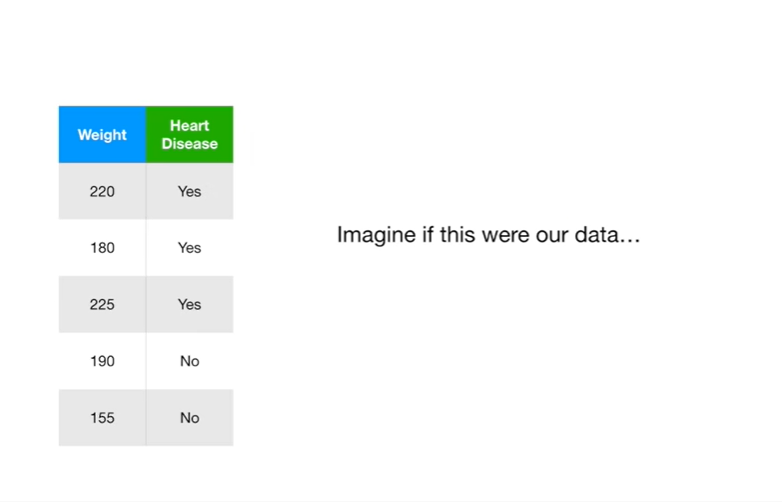 Weight Heart Disease
220 Yes
180 Yes
225 Yes
190 No
155 No
Imagine if this were our data…